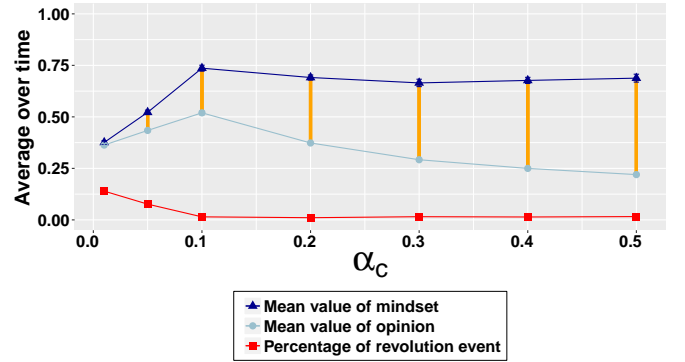 1.00
0.75
0.50
0.25
0.00
Average over time
0.0 0.1 0.2 0.3 0.4 0.5
αC
Mean value of mindset
Mean value of opinion
Percentage of revolution event